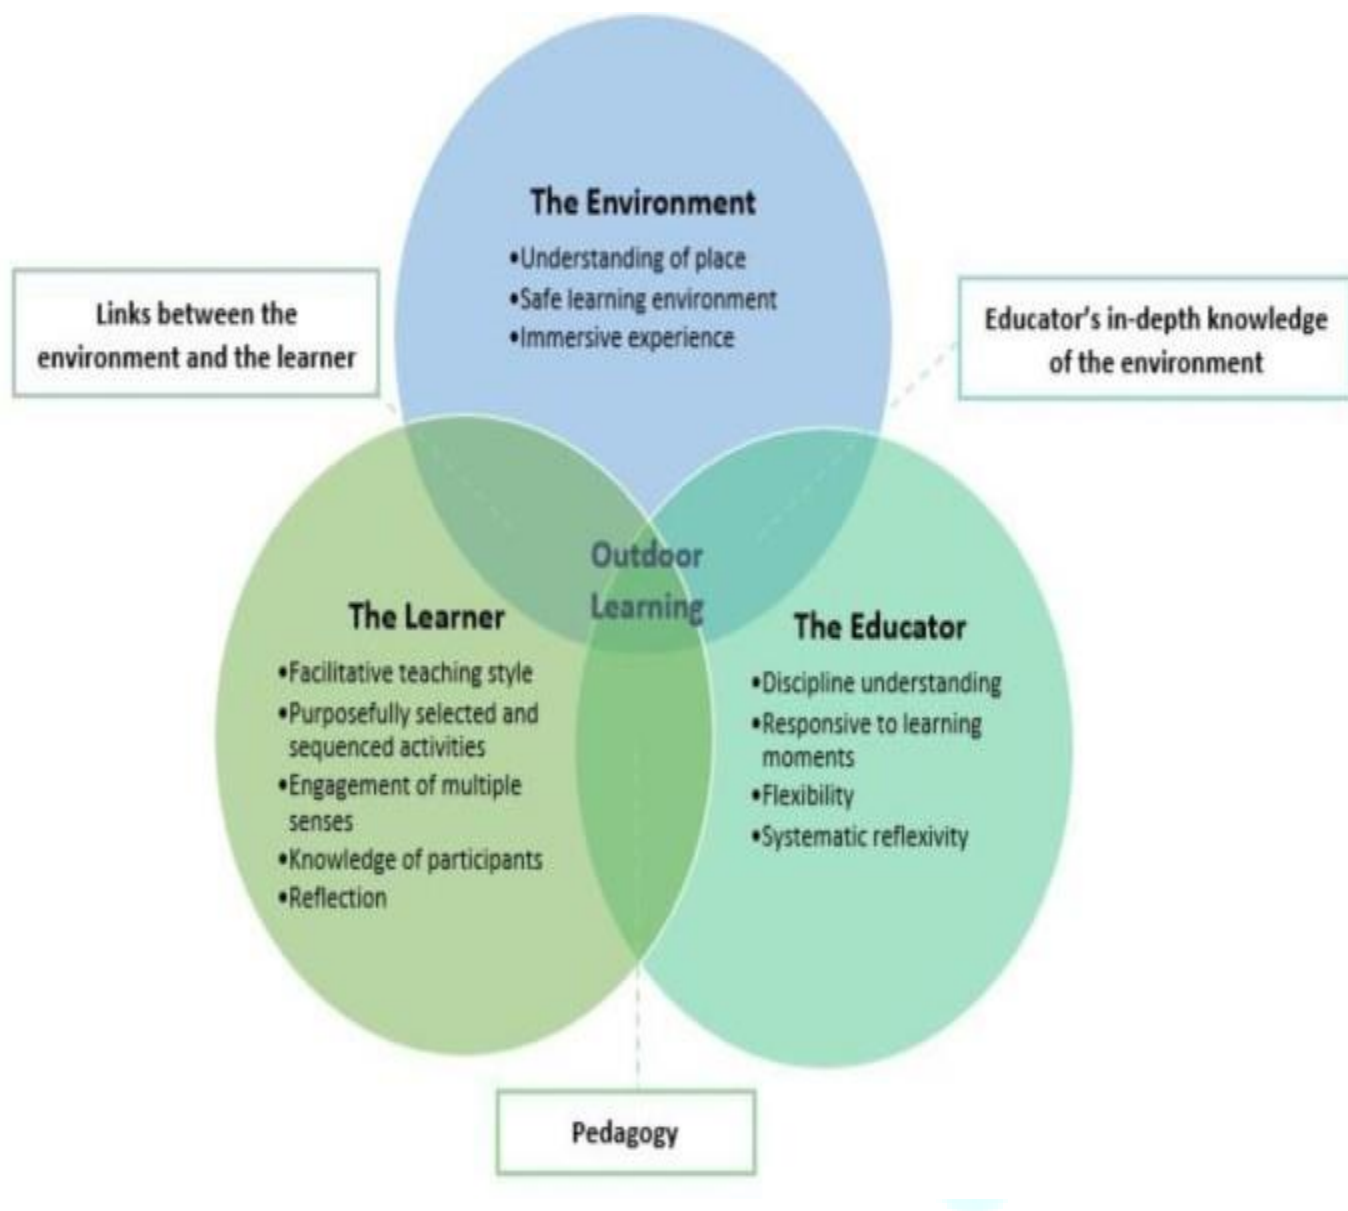 The Environment
•Understanding of place
•Safe learning environment
•Immersive experience
Links between the
environment and the learner
Educator's in-depth knowledge
of the environment
Outdoor
Learning
The Learner
•Facilitative teaching style
•Purposefully selected and
sequenced activities
•Engagement of multiple
senses
•Knowledge of participants
•Reflection
The Educator
•Discipline understanding
•Responsive to learning
moments
•Flexibility
•Systematic reflexivity
Pedagogy